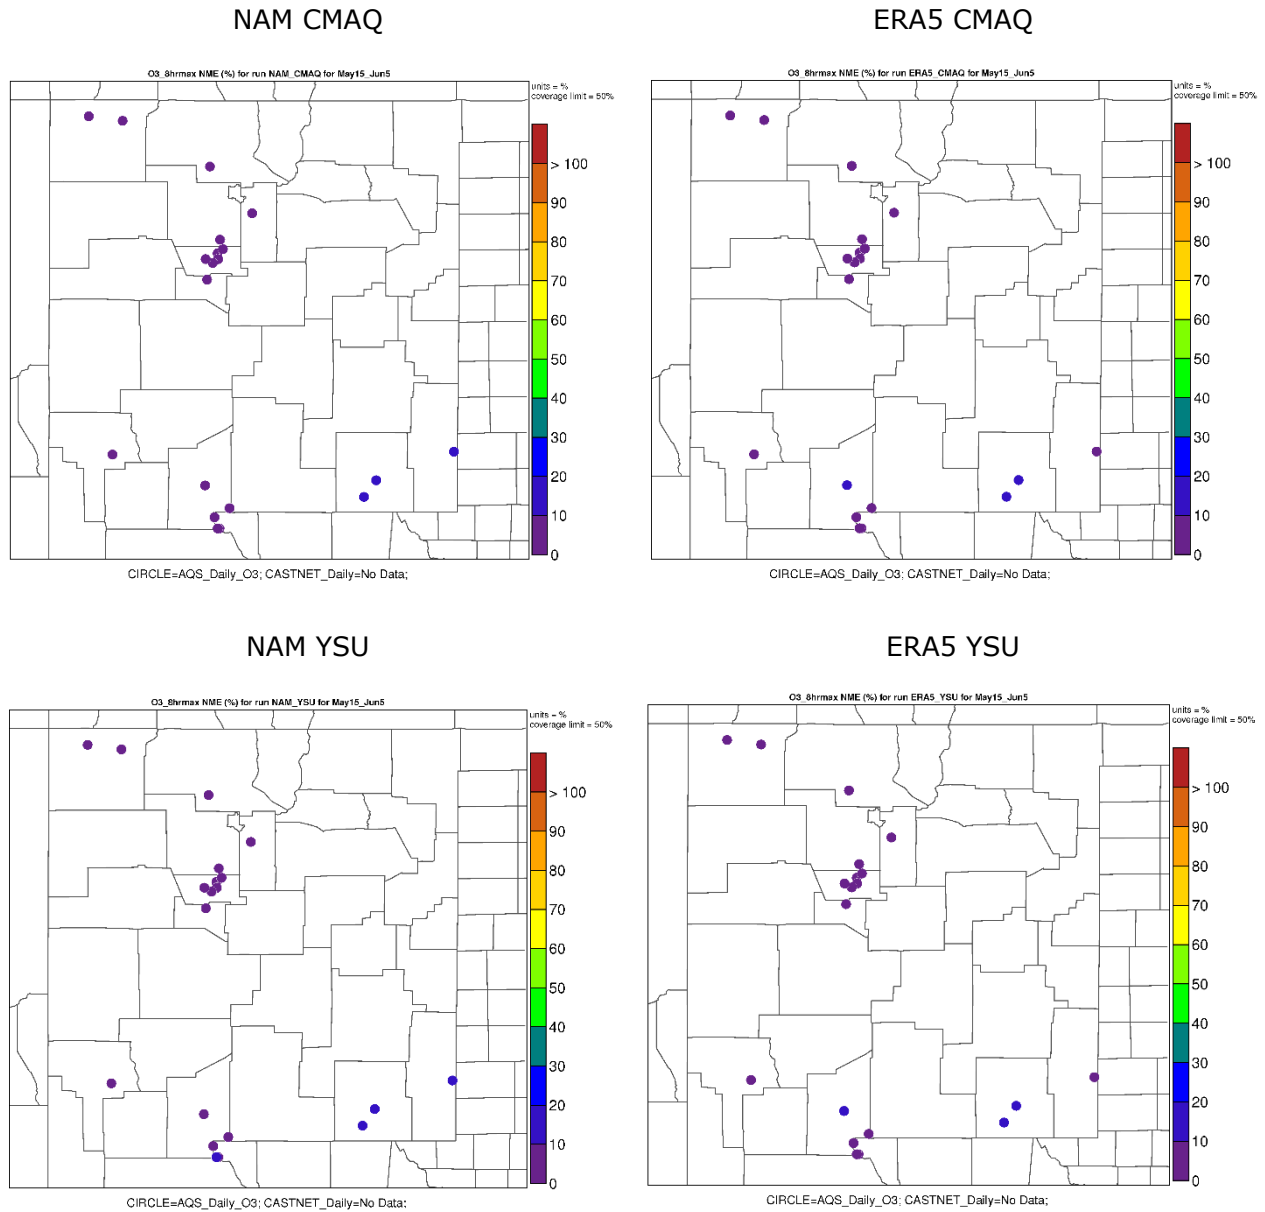 NAM CMAQ
ERA5 CMAQ
O3_8hrmax NME (%) for run NAM_CMAQ for May15_Jun5
units = %
coverage limit = 50%
> 100
90
80
70
60
50
40
30
20
10
0
CIRCLE=AQS_Daily_O3; CASTNET_Daily=No Data;
O3_8hrmax NME (%) for run ERA5_CMAQ for May15_Jun5
units = %
coverage limit = 50%
> 100
90
80
70
60
50
40
30
20
10
0
CIRCLE=AQS_Daily_O3; CASTNET_Daily=No Data;
NAM YSU
ERA5 YSU
O3_8hrmax NME (%) for run NAM_YSU for May15_Jun5
units = %
coverage limit = 50%
> 100
90
80
70
60
50
40
30
20
10
0
CIRCLE=AQS_Daily_O3; CASTNET_Daily=No Data;
O3_8hrmax NME (%) for run ERA5_YSU for May15_Jun5
units = %
coverage limit = 50%
> 100
90
80
70
60
50
40
30
20
10
0
CIRCLE=AQS_Daily_O3; CASTNET_Daily=No Data;